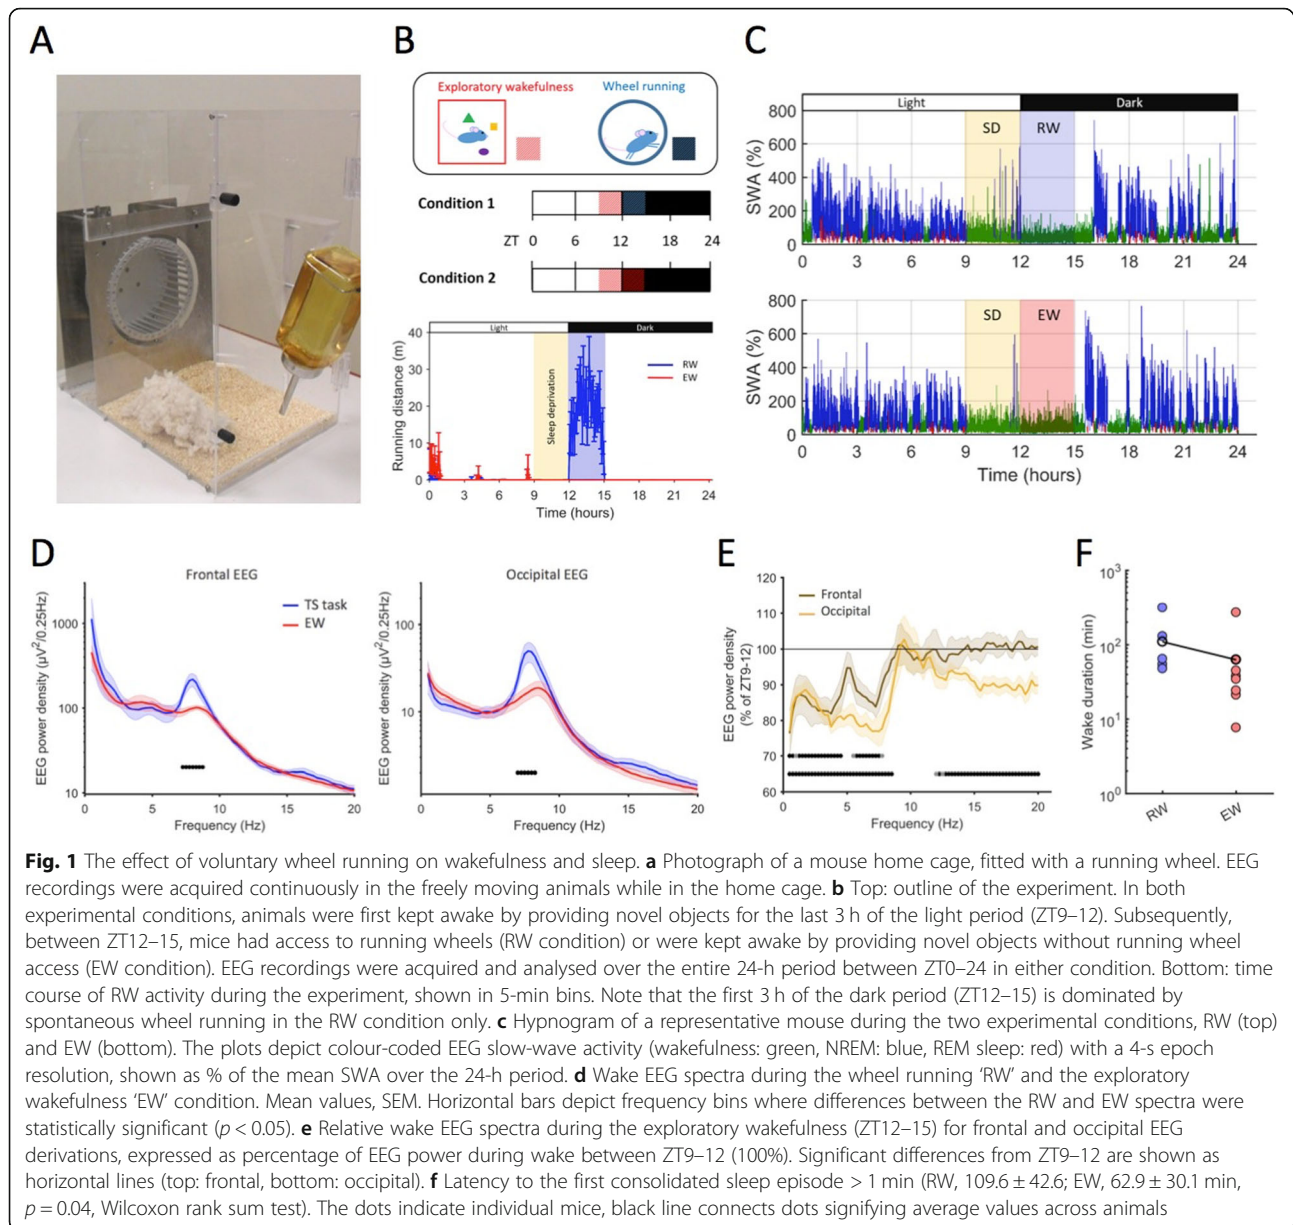 A
B
Exploratory wakefulness
Wheel running
Condition 1
ZT 0 6 12 18 24
Condition 2
Light Dark
Running distance (m)
40
30
20
10
0
Sleep deprivation
RW
EW
0 3 6 9 12 15 18 21 24
Time (hours)
C
Light Dark
SWA (%)
800
600
400
200
0
SD RW
0 3 6 9 12 15 18 21 24
SWA (%)
800
600
400
200
0
SD EW
0 3 6 9 12 15 18 21 24
Time (hours)
D
Frontal EEG
EEG power density (µV²/0.25Hz)
1000
100
10
TS task
EW
0 5 10 15 20
Frequency (Hz)
Occipital EEG
EEG power density (µV²/0.25Hz)
100
10
0 5 10 15 20
Frequency (Hz)
E
EEG power density
(% of ZT9-12)
120
110
100
90
80
70
60
Frontal
Occipital
0 5 10 15 20
Frequency (Hz)
F
Wake duration (min)
10³
10²
10¹
10⁰
RW
EW
Fig. 1 The effect of voluntary wheel running on wakefulness and sleep. a Photograph of a mouse home cage, fitted with a running wheel. EEG
recordings were acquired continuously in the freely moving animals while in the home cage. b Top: outline of the experiment. In both
experimental conditions, animals were first kept awake by providing novel objects for the last 3 h of the light period (ZT9–12). Subsequently,
between ZT12–15, mice had access to running wheels (RW condition) or were kept awake by providing novel objects without running wheel
access (EW condition). EEG recordings were acquired and analysed over the entire 24-h period between ZT0–24 in either condition. Bottom: time
course of RW activity during the experiment, shown in 5-min bins. Note that the first 3 h of the dark period (ZT12–15) is dominated by
spontaneous wheel running in the RW condition only. c Hypnogram of a representative mouse during the two experimental conditions, RW (top)
and EW (bottom). The plots depict colour-coded EEG slow-wave activity (wakefulness: green, NREM: blue, REM sleep: red) with a 4-s epoch
resolution, shown as % of the mean SWA over the 24-h period. d Wake EEG spectra during the wheel running ‘RW’ and the exploratory
wakefulness ‘EW’ condition. Mean values, SEM. Horizontal bars depict frequency bins where differences between the RW and EW spectra were
statistically significant (p < 0.05). e Relative wake EEG spectra during the exploratory wakefulness (ZT12–15) for frontal and occipital EEG
derivations, expressed as percentage of EEG power during wake between ZT9–12 (100%). Significant differences from ZT9–12 are shown as
horizontal lines (top: frontal, bottom: occipital). f Latency to the first consolidated sleep episode > 1 min (RW, 109.6 ± 42.6; EW, 62.9 ± 30.1 min,
p = 0.04, Wilcoxon rank sum test). The dots indicate individual mice, black line connects dots signifying average values across animals